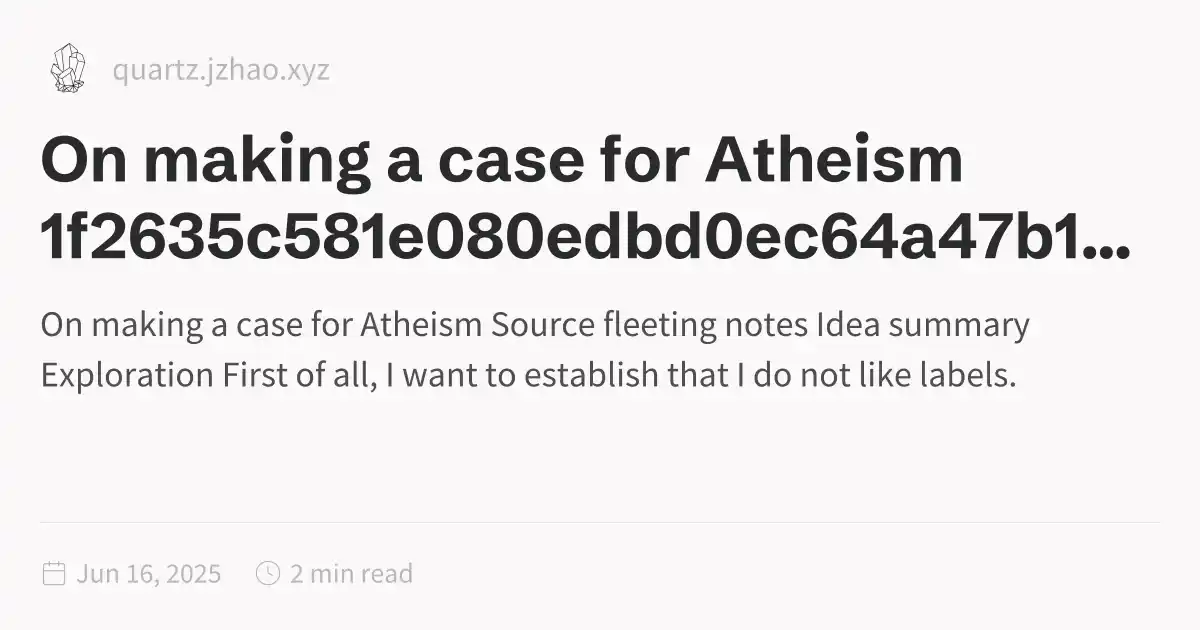 quartz.jzhao.xyz
On making a case for Atheism
1f2635c581e080edbd0ec64a47b1...
On making a case for Atheism Source fleeting notes Idea summary
Exploration First of all, I want to establish that I do not like labels.
Jun 16, 2025 2 min read